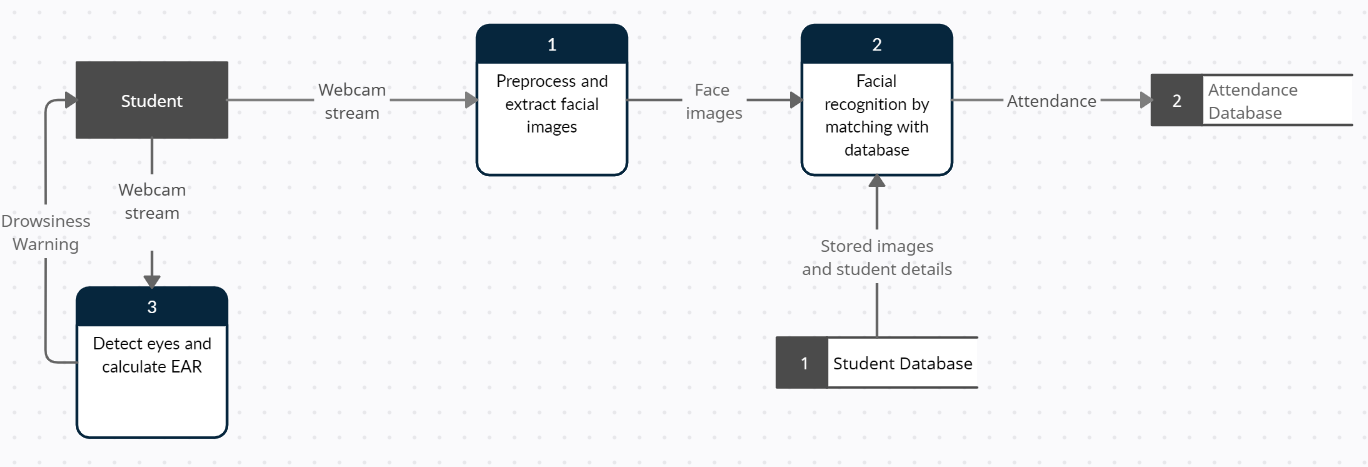 1
Preprocess and
extract facial
images
2
Facial
recognition by
matching with
database
Student
Webcam
stream
Face
images
Attendance
2
Attendance
Database
Webcam
stream
Drowsiness
Warning
Stored images
and student details
3
Detect eyes and
calculate EAR
1
Student Database